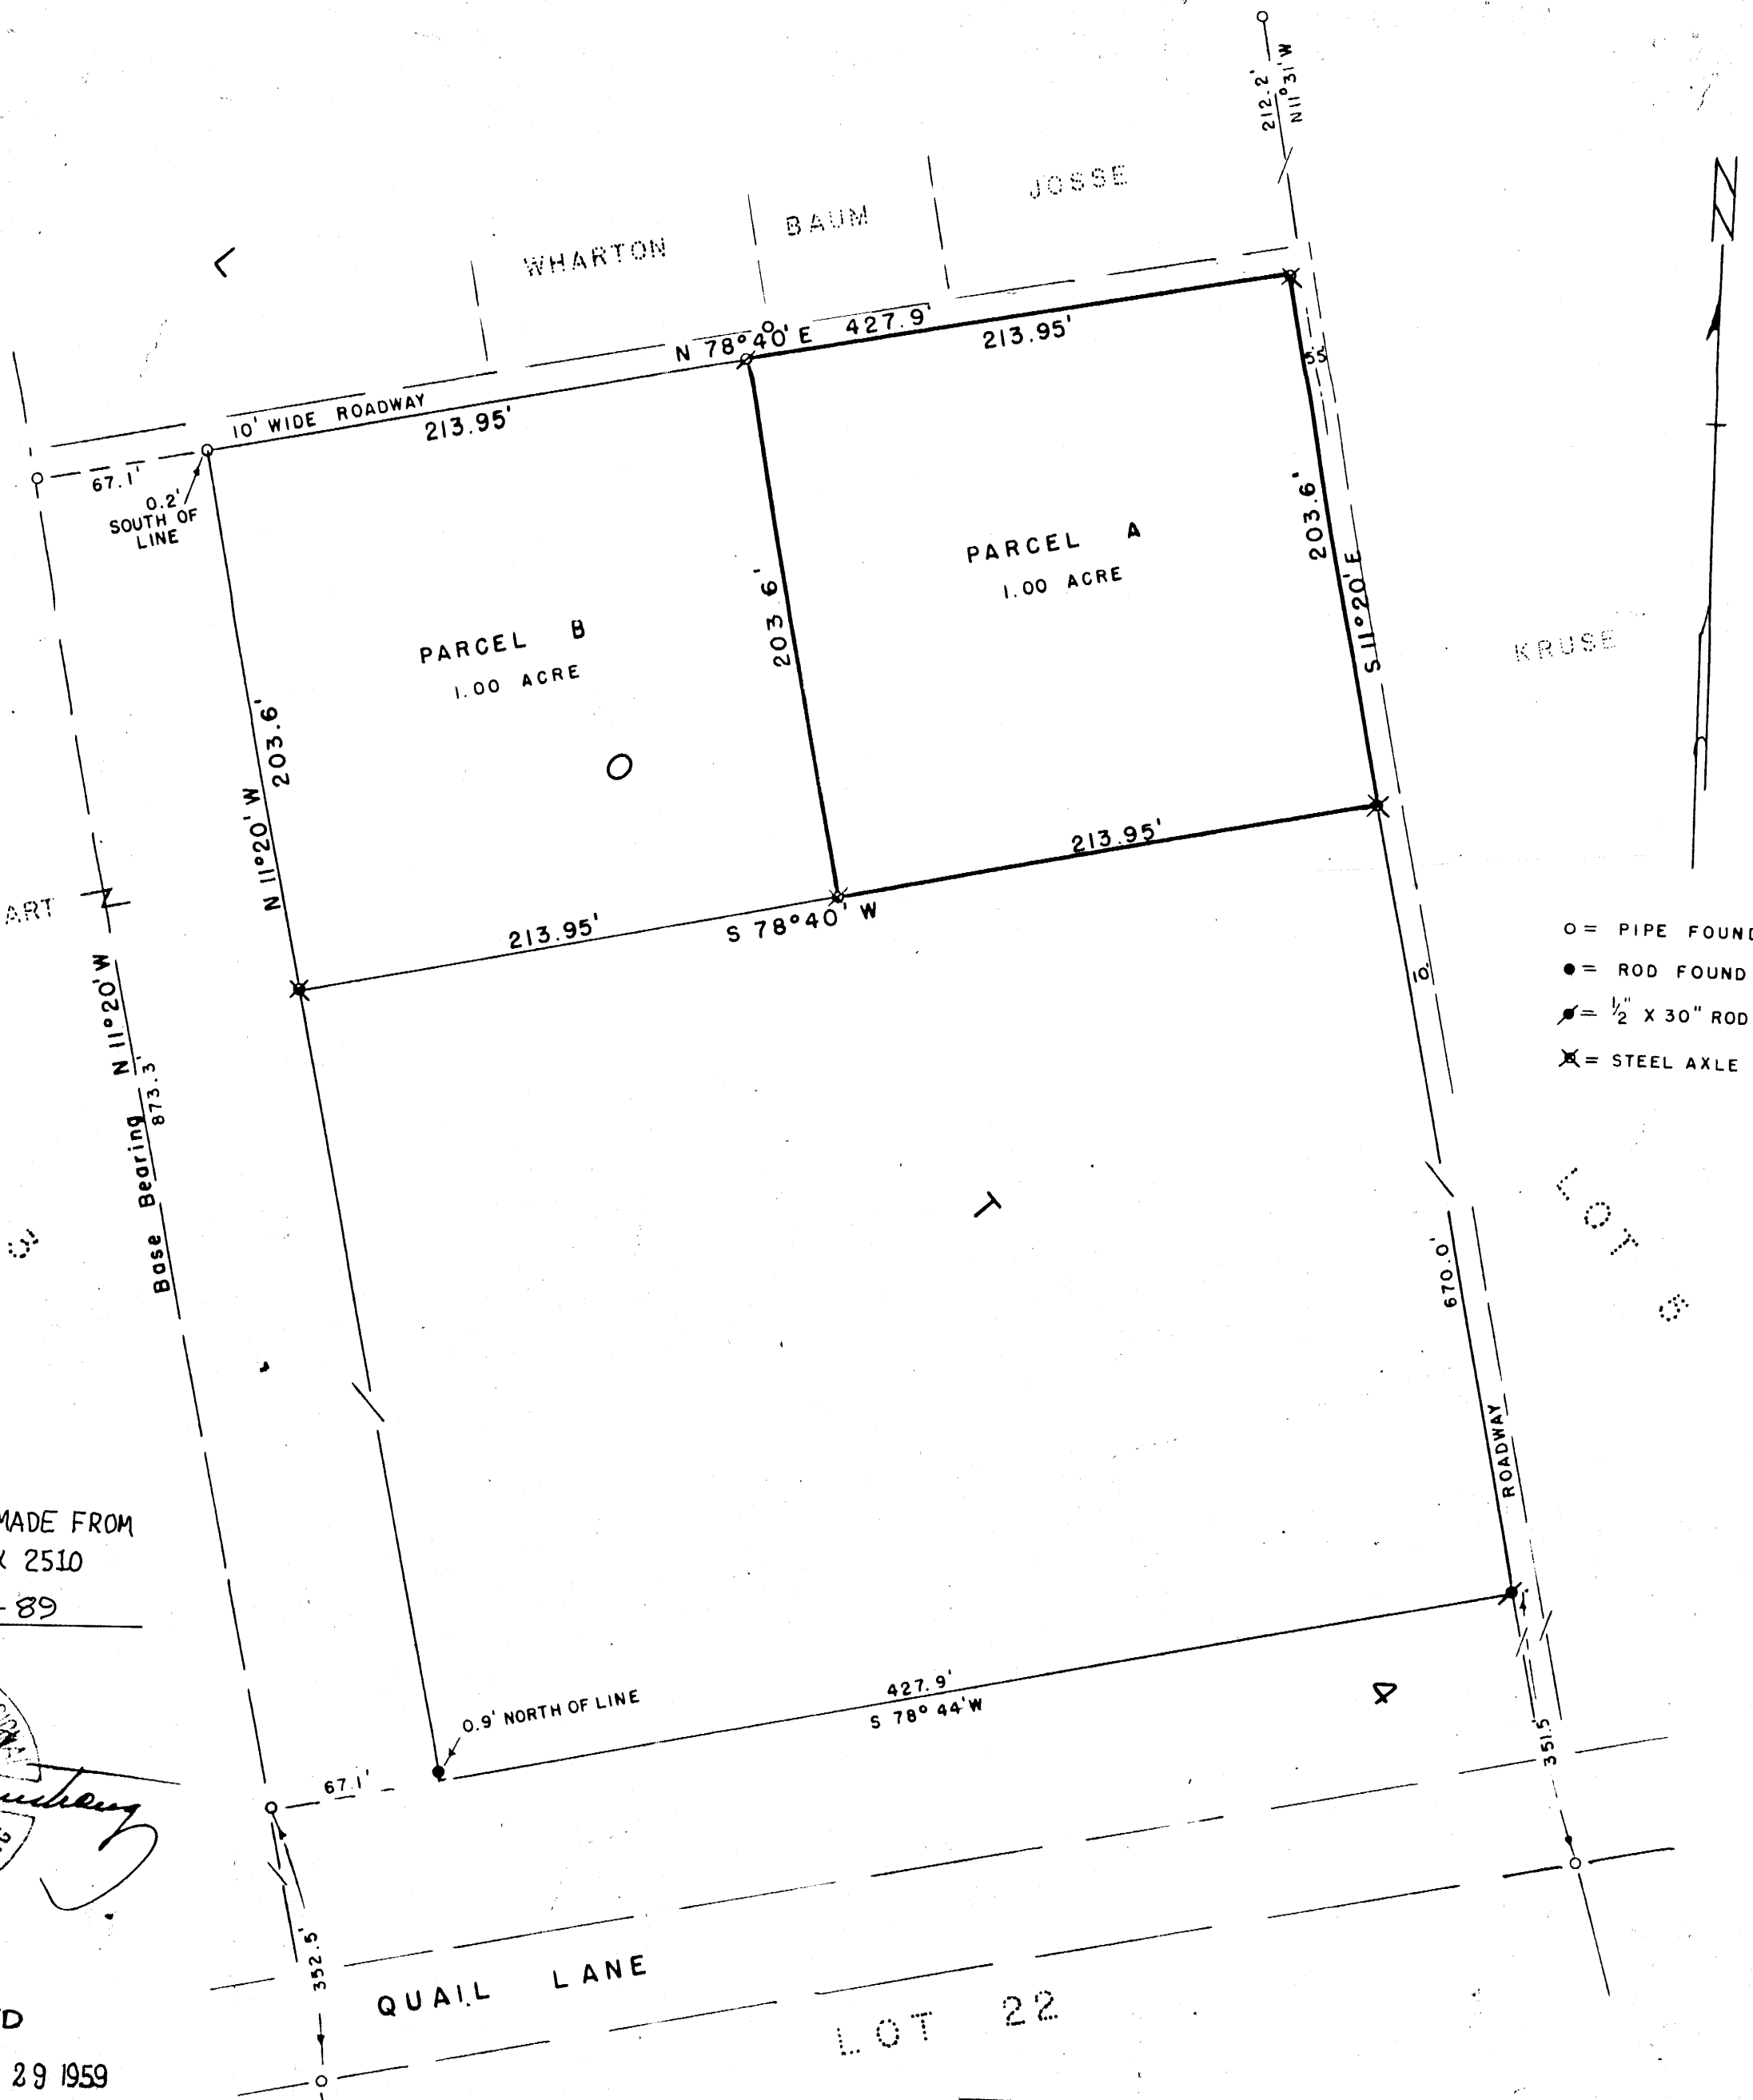 212.2'
N11°31'W
JOSSE
BAUM
WHARTON
L
N
N 78°40' E 427.9'
213.95'
10' WIDE ROADWAY
213.95'
67.1'
0.2'
SOUTH OF
LINE
5.5
203.6'
S 11°20' E
PARCEL A
1.00 ACRE
203 6'
PARCEL B
1.00 ACRE
KRUSE
203.6'
N 11°20' W
O
213.95'
213.95'
S 78°40' W
ART
O = PIPE FOUND
● = ROD FOUND
= 1/2" X 30" ROD
= STEEL AXLE
10.
Base Bearing N 11°20' W
873.3'
T
LOT 5
3
670.0'
ROADWAY
MADE FROM
2510
- 89
0.9' NORTH OF LINE
427.9'
S 78° 44' W
4
67.1'
351.5'
352.5'
QUAIL LANE
LOT 22
D
29 1959